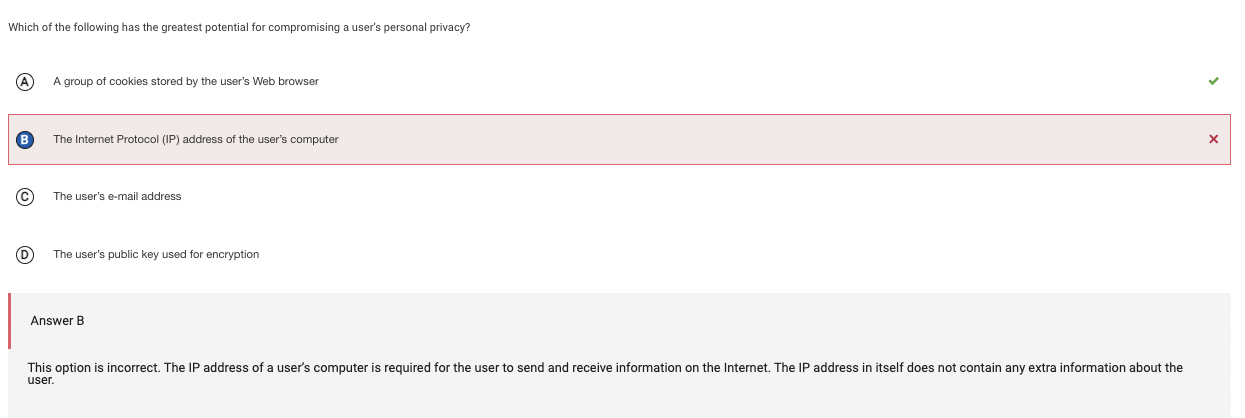 Which of the following has the greatest potential for compromising a user's personal privacy?
A A group of cookies stored by the user's Web browser
B The Internet Protocol (IP) address of the user's computer
C The user's e-mail address
D The user's public key used for encryption
Answer B
This option is incorrect. The IP address of a user's computer is required for the user to send and receive information on the Internet. The IP address in itself does not contain any extra information about the
user.